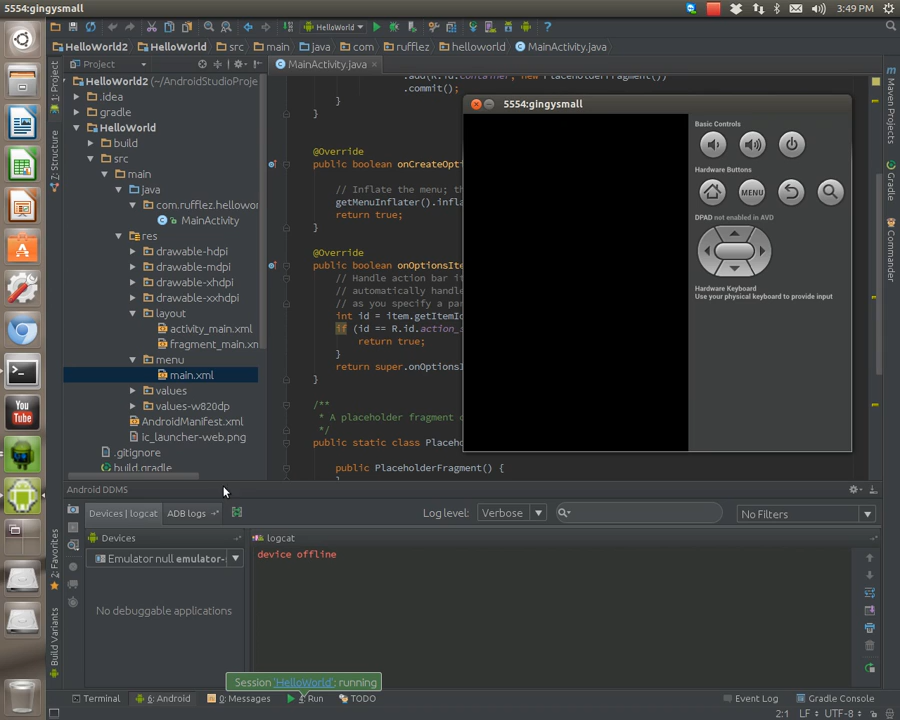 5554:gingysmall
3:49 PM
HelloWorld
HelloWorld2 HelloWorld src main java com rufflez helloworld MainActivity.java
Project
MainActivity.java
1: Project
Z: Structure
2: Favorites
Build Variants
HelloWorld2 (~/AndroidStudioProje
.idea
gradle
HelloWorld
build
src
main
java
com.rufflez.hellowor
MainActivity
res
drawable-hdpi
drawable-mdpi
drawable-xhdpi
drawable-xxhdpi
layout
activity_main.xml
fragment_main.xm
menu
main.xml
values
values-w820dp
AndroidManifest.xml
ic_launcher-web.png
.gitignore
build.gradle
.add(R.id.container, new PlaceholderFragment())
.commit();
}
}
@Override
public boolean onCreateOpti
// Inflate the menu; th
getMenuInflater().infla
return true;
}
@Override
public boolean onOptionsIte
// Handle action bar it
// automatically handle
// as you specify a par
int id = item.getItemId
if (id == R.id.action_s
return true;
}
return super.onOptionsI
}
/**
* A placeholder fragment c
*/
public static class Placeho
public PlaceholderFragment() {
5554:gingysmall
Basic Controls
Hardware Buttons
MENU
DPAD not enabled in AVD
Hardware Keyboard
Use your physical keyboard to provide input
Maven Projects
Gradle
Commander
Android DDMS
Devices | logcat
ADB logs
Log level:
Verbose
No Filters
Devices
logcat
Emulator null emulator-
device offline
No debuggable applications
Session 'HelloWorld': running
Terminal
6: Android
0: Messages
4: Run
TODO
Event Log
Gradle Console
2:1
LF
UTF-8
You
Tube